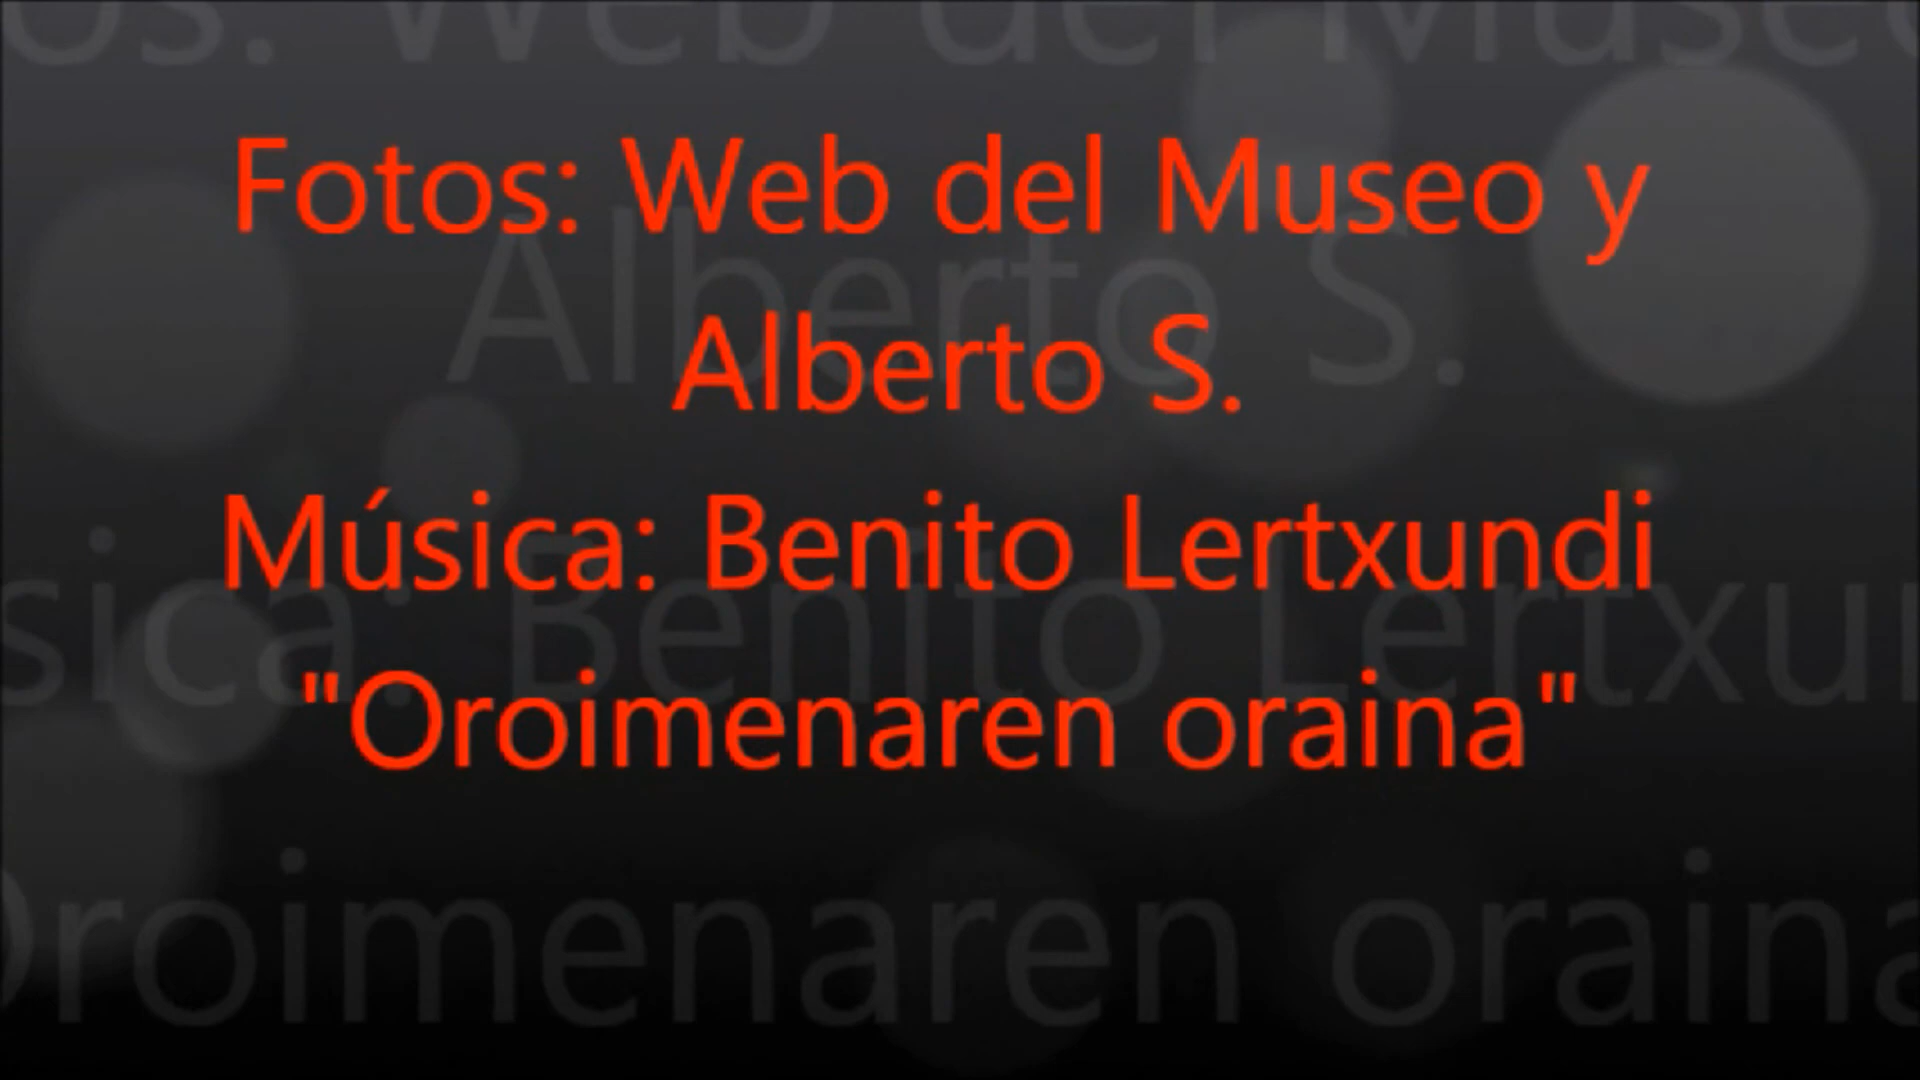 Fotos: Web del Museo y
Alberto S.
Música: Benito Lertxundi
"Oroimenaren oraina"